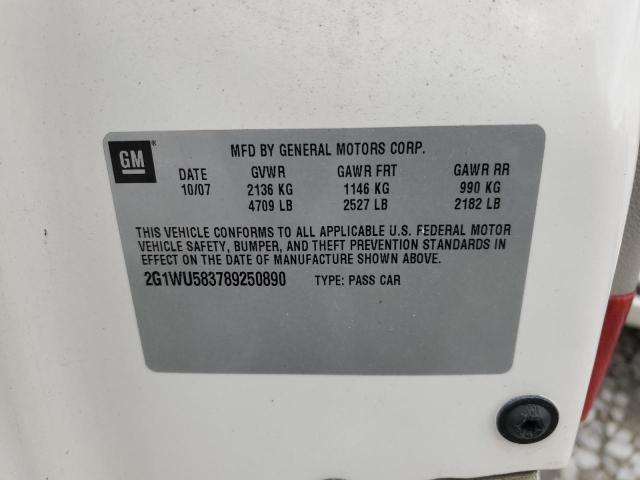 GM®
MFD BY GENERAL MOTORS CORP.
DATE GVWR GAWR FRT GAWR RR
10/07 2136 KG 1146 KG 990 KG
4709 LB 2527 LB 2182 LB
THIS VEHICLE CONFORMS TO ALL APPLICABLE U.S. FEDERAL MOTOR
VEHICLE SAFETY, BUMPER, AND THEFT PREVENTION STANDARDS IN
EFFECT ON THE DATE OF MANUFACTURE SHOWN ABOVE.
2G1WU583789250890 TYPE: PASS CAR